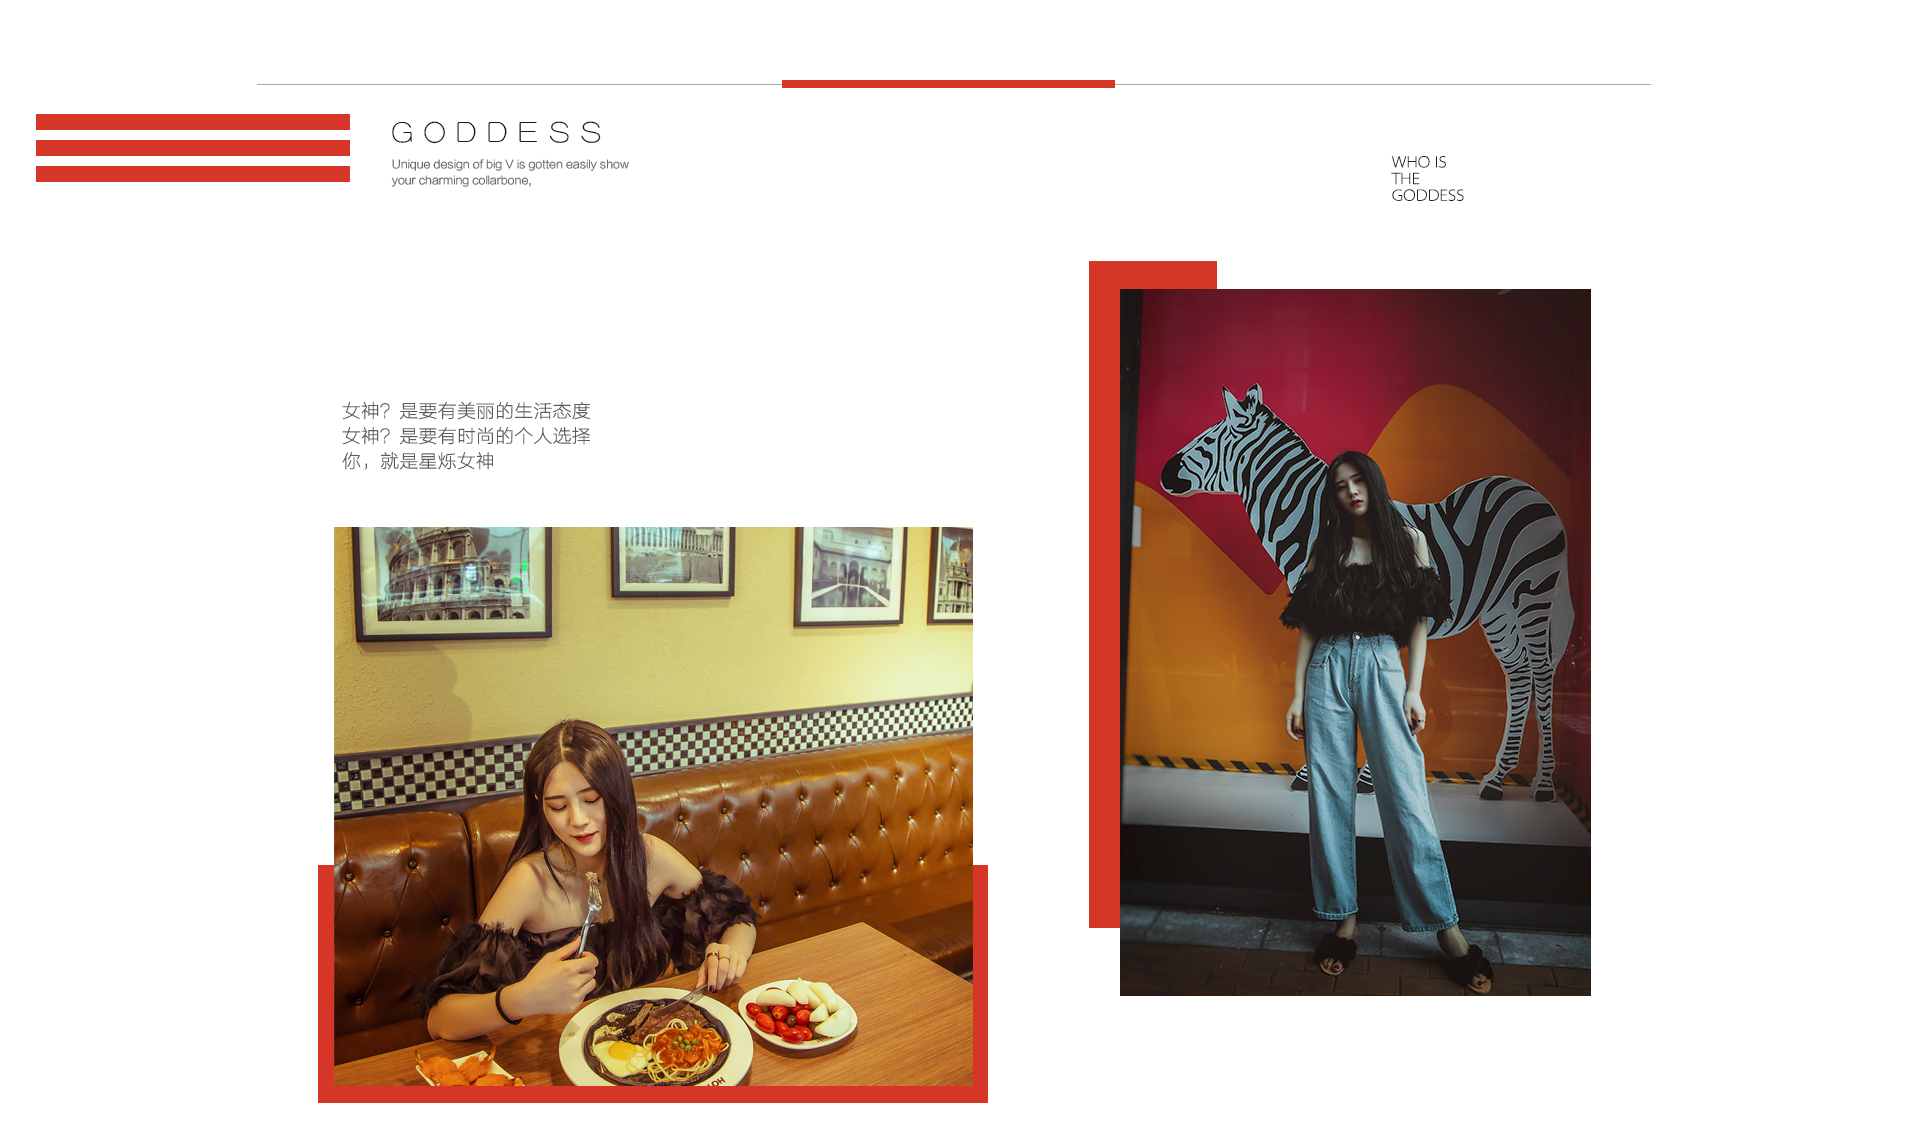 GODDESS
Unique design of big V is gotten easily show
your charming collarbone,
WHO IS
THE
GODDESS
女神？是要有美丽的生活态度
女神？是要有时尚的个人选择
你，就是星烁女神